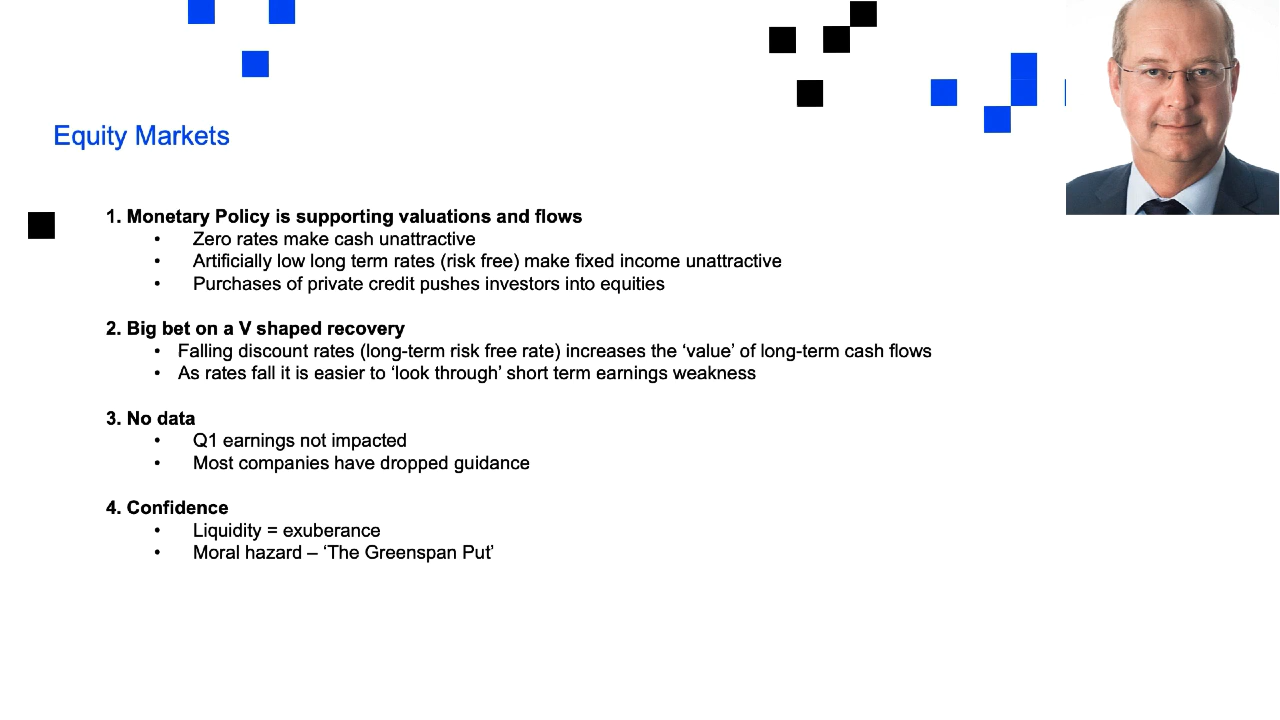 Equity Markets
1. Monetary Policy is supporting valuations and flows
• Zero rates make cash unattractive
• Artificially low long term rates (risk free) make fixed income unattractive
• Purchases of private credit pushes investors into equities
2. Big bet on a V shaped recovery
• Falling discount rates (long-term risk free rate) increases the ‘value’ of long-term cash flows
• As rates fall it is easier to ‘look through’ short term earnings weakness
3. No data
• Q1 earnings not impacted
• Most companies have dropped guidance
4. Confidence
• Liquidity = exuberance
• Moral hazard – ‘The Greenspan Put’